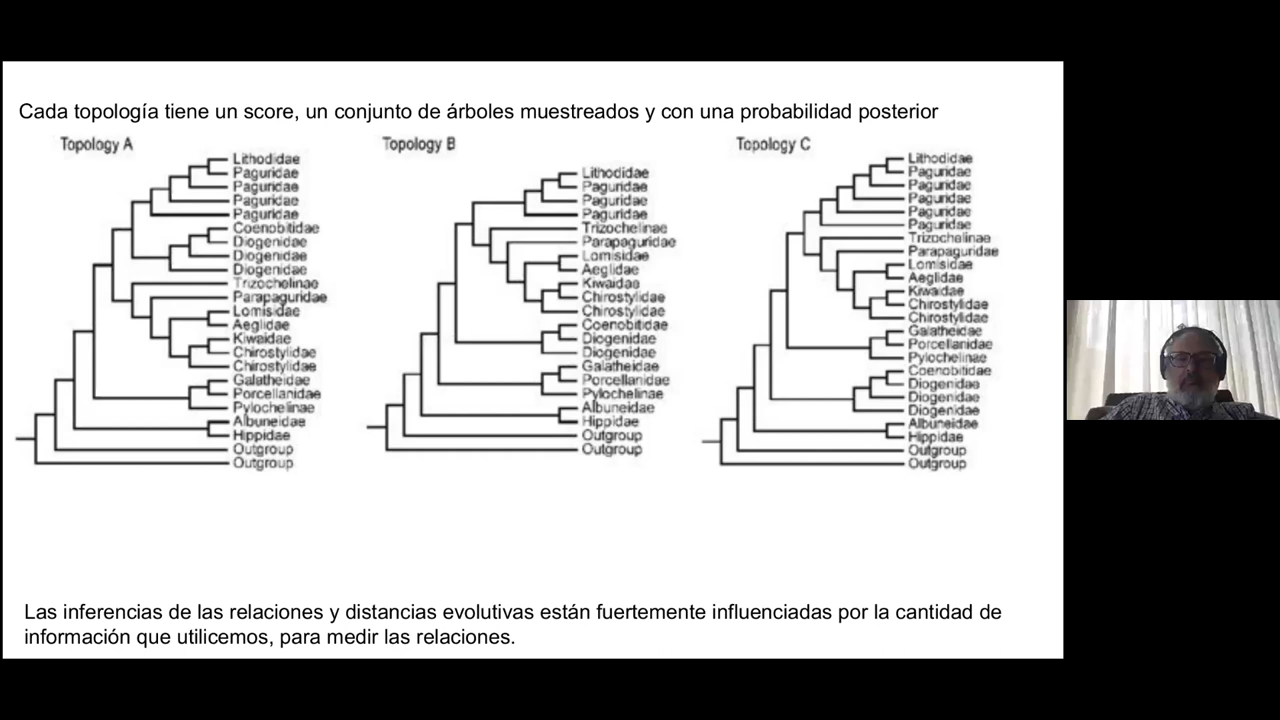 Cada topología tiene un score, un conjunto de árboles muestreados y con una probabilidad posterior
Topology A
Lithodidae
Paguridae
Paguridae
Paguridae
Paguridae
Coenobitidae
Diogenidae
Diogenidae
Diogenidae
Trizochelinae
Parapaguridae
Lomisidae
Aeglidae
Kiwaidae
Chirostylidae
Chirostylidae
Galatheidae
Porcellanidae
Pylochelinae
Albuneidae
Hippidae
Outgroup
Outgroup
Topology B
Lithodidae
Paguridae
Paguridae
Paguridae
Trizochelinae
Parapaguridae
Lomisidae
Aeglidae
Kiwaidae
Chirostylidae
Chirostylidae
Coenobitidae
Diogenidae
Diogenidae
Galatheidae
Porcellanidae
Pylochelinae
Albuneidae
Hippidae
Outgroup
Outgroup
Topology C
Lithodidae
Paguridae
Paguridae
Paguridae
Paguridae
Paguridae
Trizochelinae
Parapaguridae
Lomisidae
Aeglidae
Kiwaidae
Chirostylidae
Chirostylidae
Galatheidae
Porcellanidae
Pylochelinae
Coenobitidae
Diogenidae
Diogenidae
Diogenidae
Albuneidae
Hippidae
Outgroup
Outgroup
Las inferencias de las relaciones y distancias evolutivas están fuertemente influenciadas por la cantidad de
información que utilicemos, para medir las relaciones.